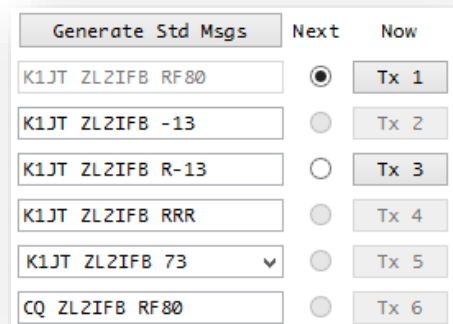 Generate Std Msgs Next Now
K1JT ZL2IFB RF80 Tx 1
K1JT ZL2IFB -13 Tx 2
K1JT ZL2IFB R-13 Tx 3
K1JT ZL2IFB RRR Tx 4
K1JT ZL2IFB 73 Tx 5
CQ ZL2IFB RF80 Tx 6